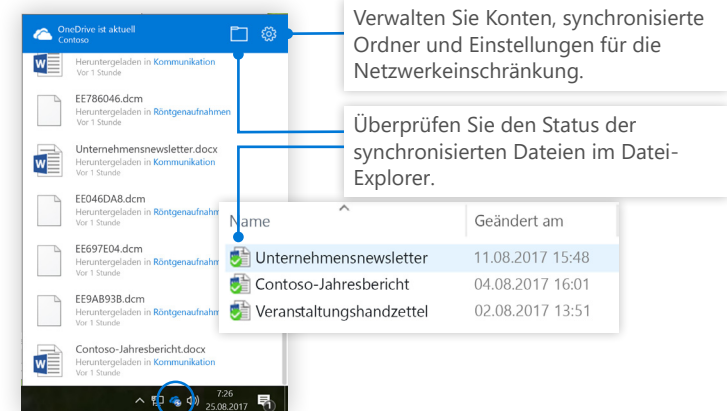 OneDrive ist aktuell
Contoso
Heruntergeladen in Kommunikation
Vor 1 Stunde
EE786046.dcm
Heruntergeladen in Röntgenaufnahmen
Vor 1 Stunde
Unternehmensnewsletter.docx
Heruntergeladen in Kommunikation
Vor 1 Stunde
EE046DA8.dcm
Heruntergeladen in Röntgenaufnahm
Vor 1 Stunde
EE697E04.dcm
Heruntergeladen in Röntgenaufnahm
Vor 1 Stunde
EE9AB93B.dcm
Heruntergeladen in Röntgenaufnahm
Vor 1 Stunde
Contoso-Jahresbericht.docx
Heruntergeladen in Kommunikation
Vor 1 Stunde
7:26
25.08.2017
1
Verwalten Sie Konten, synchronisierte
Ordner und Einstellungen für die
Netzwerkeinschränkung.
Überprüfen Sie den Status der
synchronisierten Dateien im Datei-
Explorer.
Name Geändert am
Unternehmensnewsletter 11.08.2017 15:48
Contoso-Jahresbericht 04.08.2017 16:01
Veranstaltungshandzettel 02.08.2017 13:51